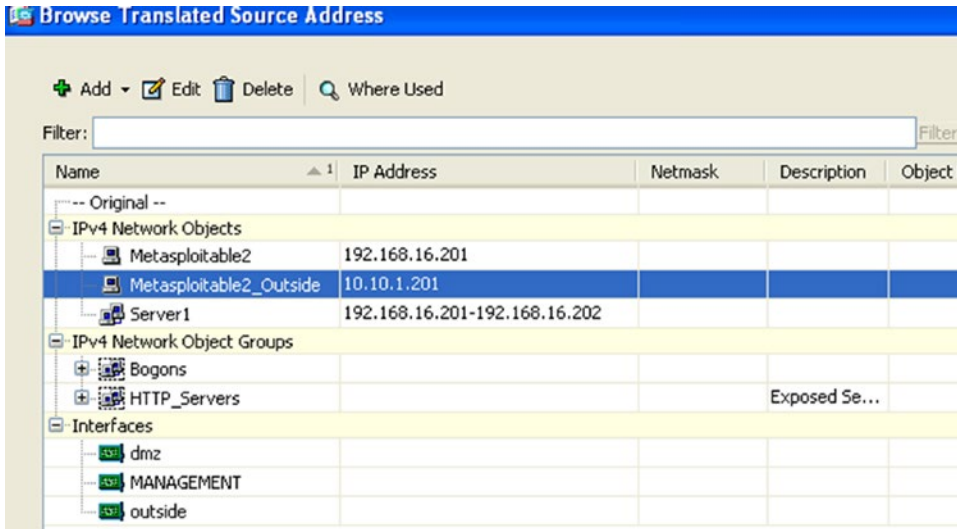 Browse Translated Source Address
Add Edit Delete Where Used
Filter: Filter
Name 1 IP Address Netmask Description Object
-- Original --
IPv4 Network Objects
Metasploitable2 192.168.16.201
Metasploitable2_Outside 10.10.1.201
Server1 192.168.16.201-192.168.16.202
IPv4 Network Object Groups
Bogons
HTTP_Servers Exposed Se...
Interfaces
dmz
MANAGEMENT
outside